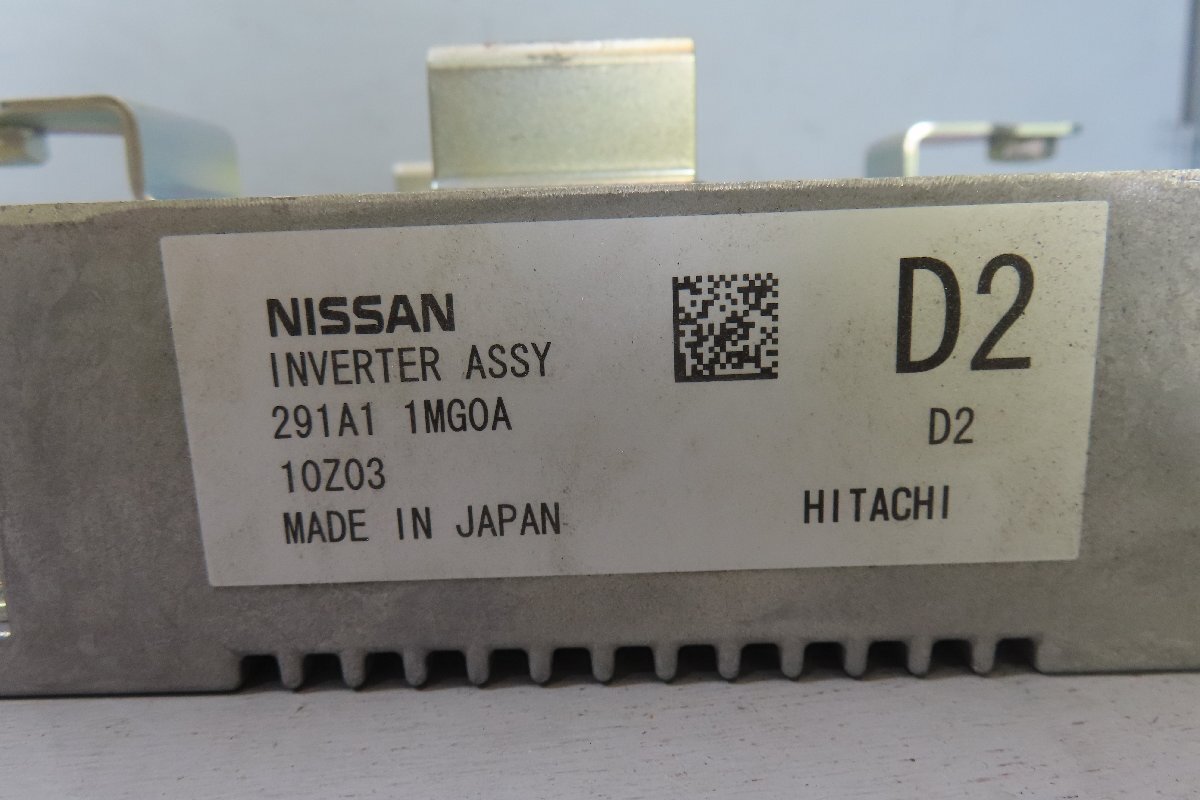 NISSAN
INVERTER ASSY
291A1 1MG0A
10Z03
MADE IN JAPAN
D2
D2
HITACHI